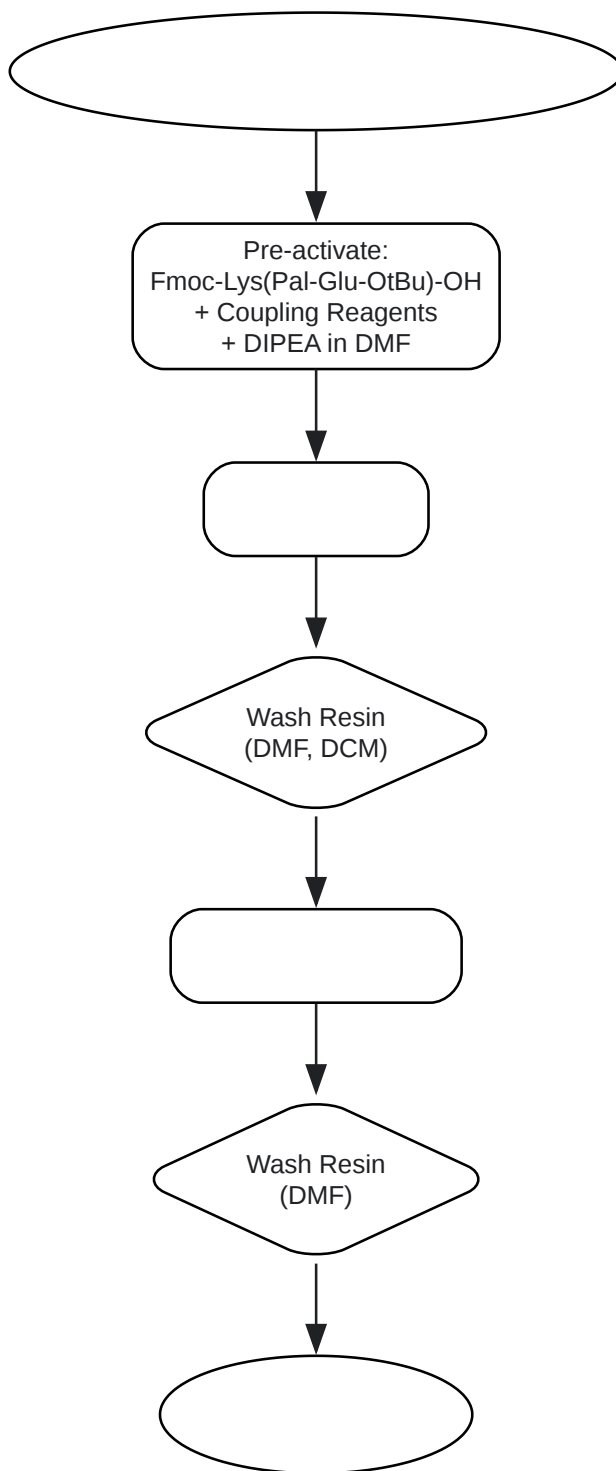 Pre-activate:
Fmoc-Lys(Pal-Glu-OtBu)-OH
+ Coupling Reagents
+ DIPEA in DMF
Wash Resin
(DMF, DCM)
Wash Resin
(DMF)